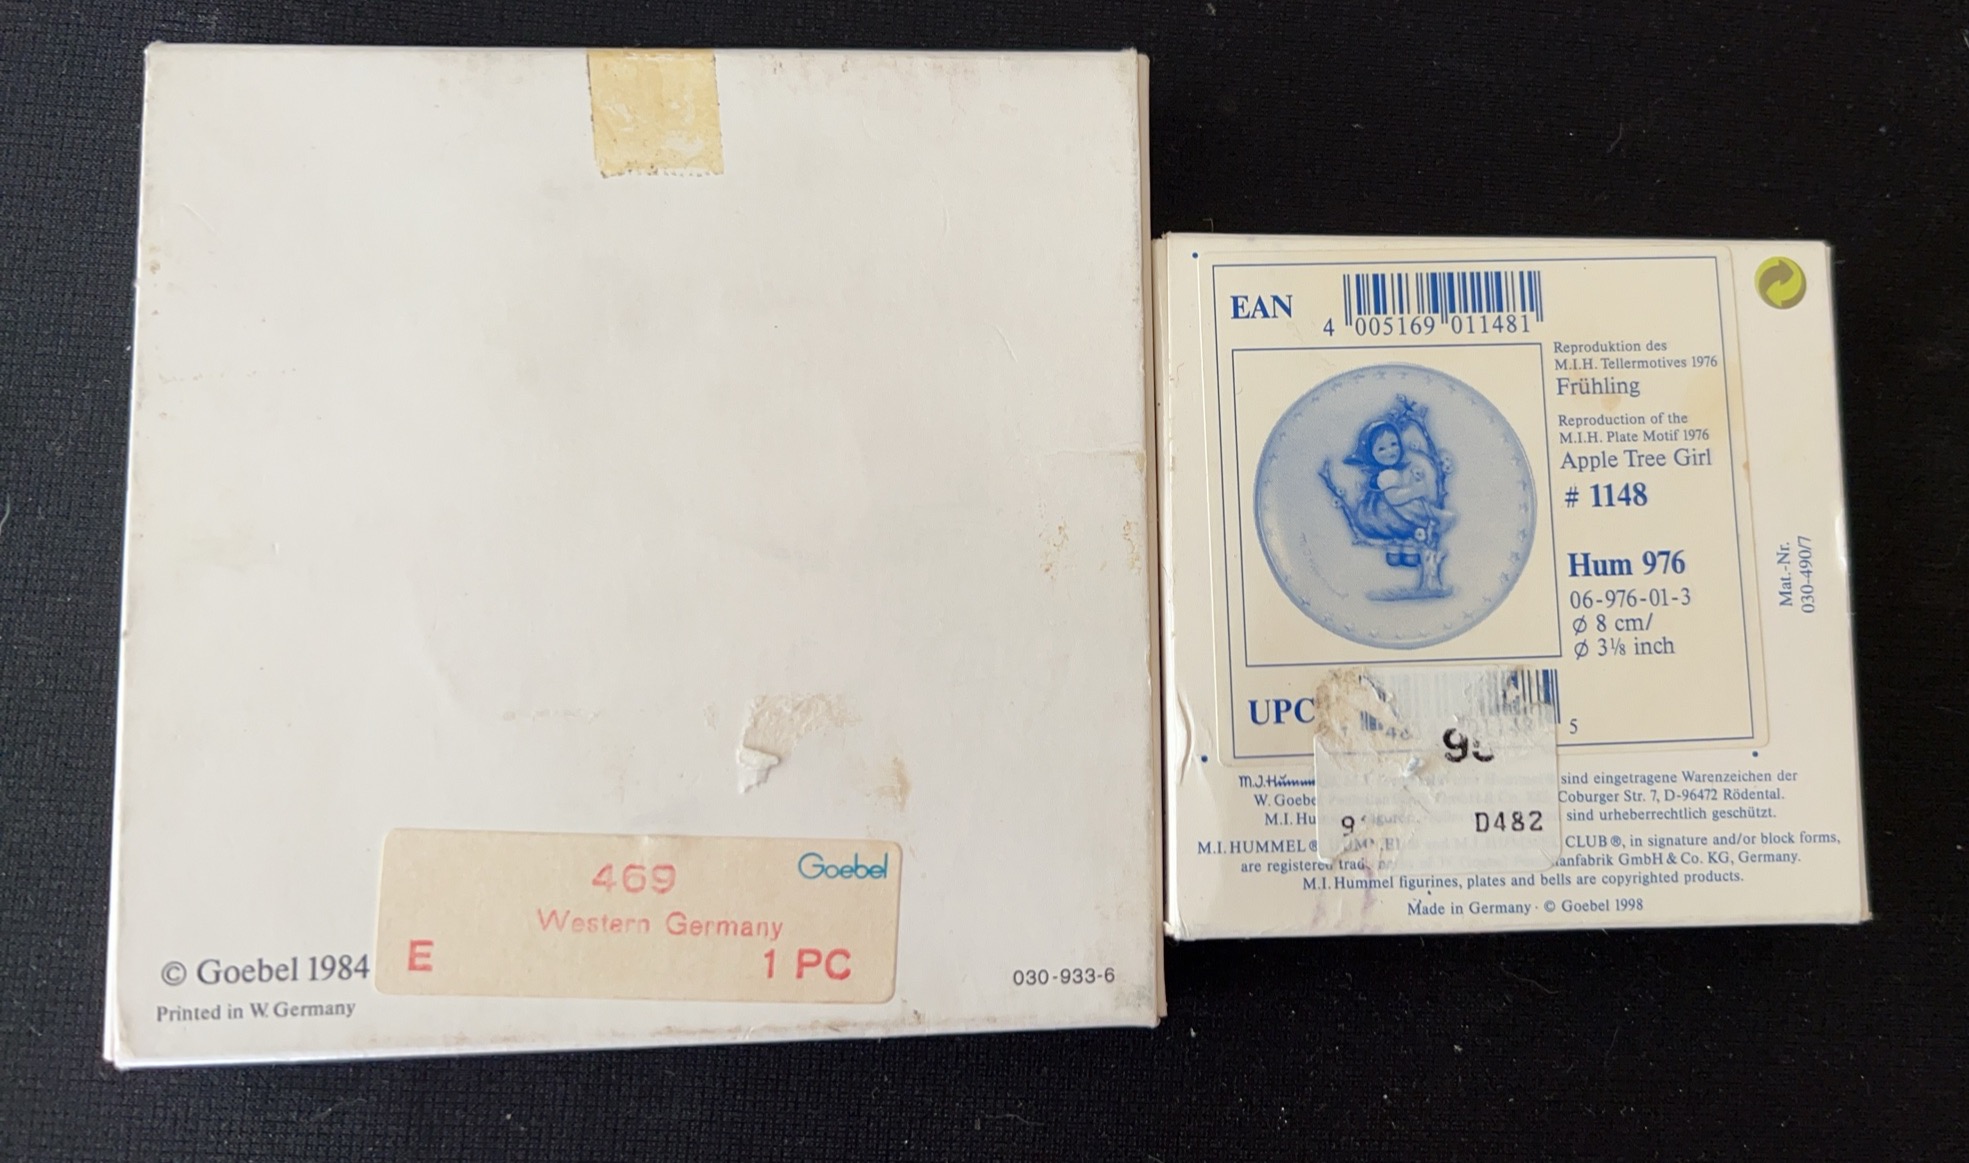 469
Goebel
Western Germany
E
1 PC
© Goebel 1984
Printed in W. Germany
030-933-6
EAN
4 005169 011481
Reproduktion des
M.I.H. Tellermotives 1976
Frühling
Reproduction of the
M.I.H. Plate Motif 1976
Apple Tree Girl
# 1148
Hum 976
06-976-01-3
Ø 8 cm/
Ø 3⅛ inch
UPC
5
D482
Mat.-Nr.
030-490/7
sind eingetragene Warenzeichen der
W. Goebe Coburger Str. 7, D-96472 Rödental.
M.I. Hu sind urheberrechtlich geschützt.
M.I. HUMMEL®, CLUB®, in signature and/or block forms,
are registered trad anfabrik GmbH & Co. KG, Germany.
M.I. Hummel figurines, plates and bells are copyrighted products.
Made in Germany · © Goebel 1998